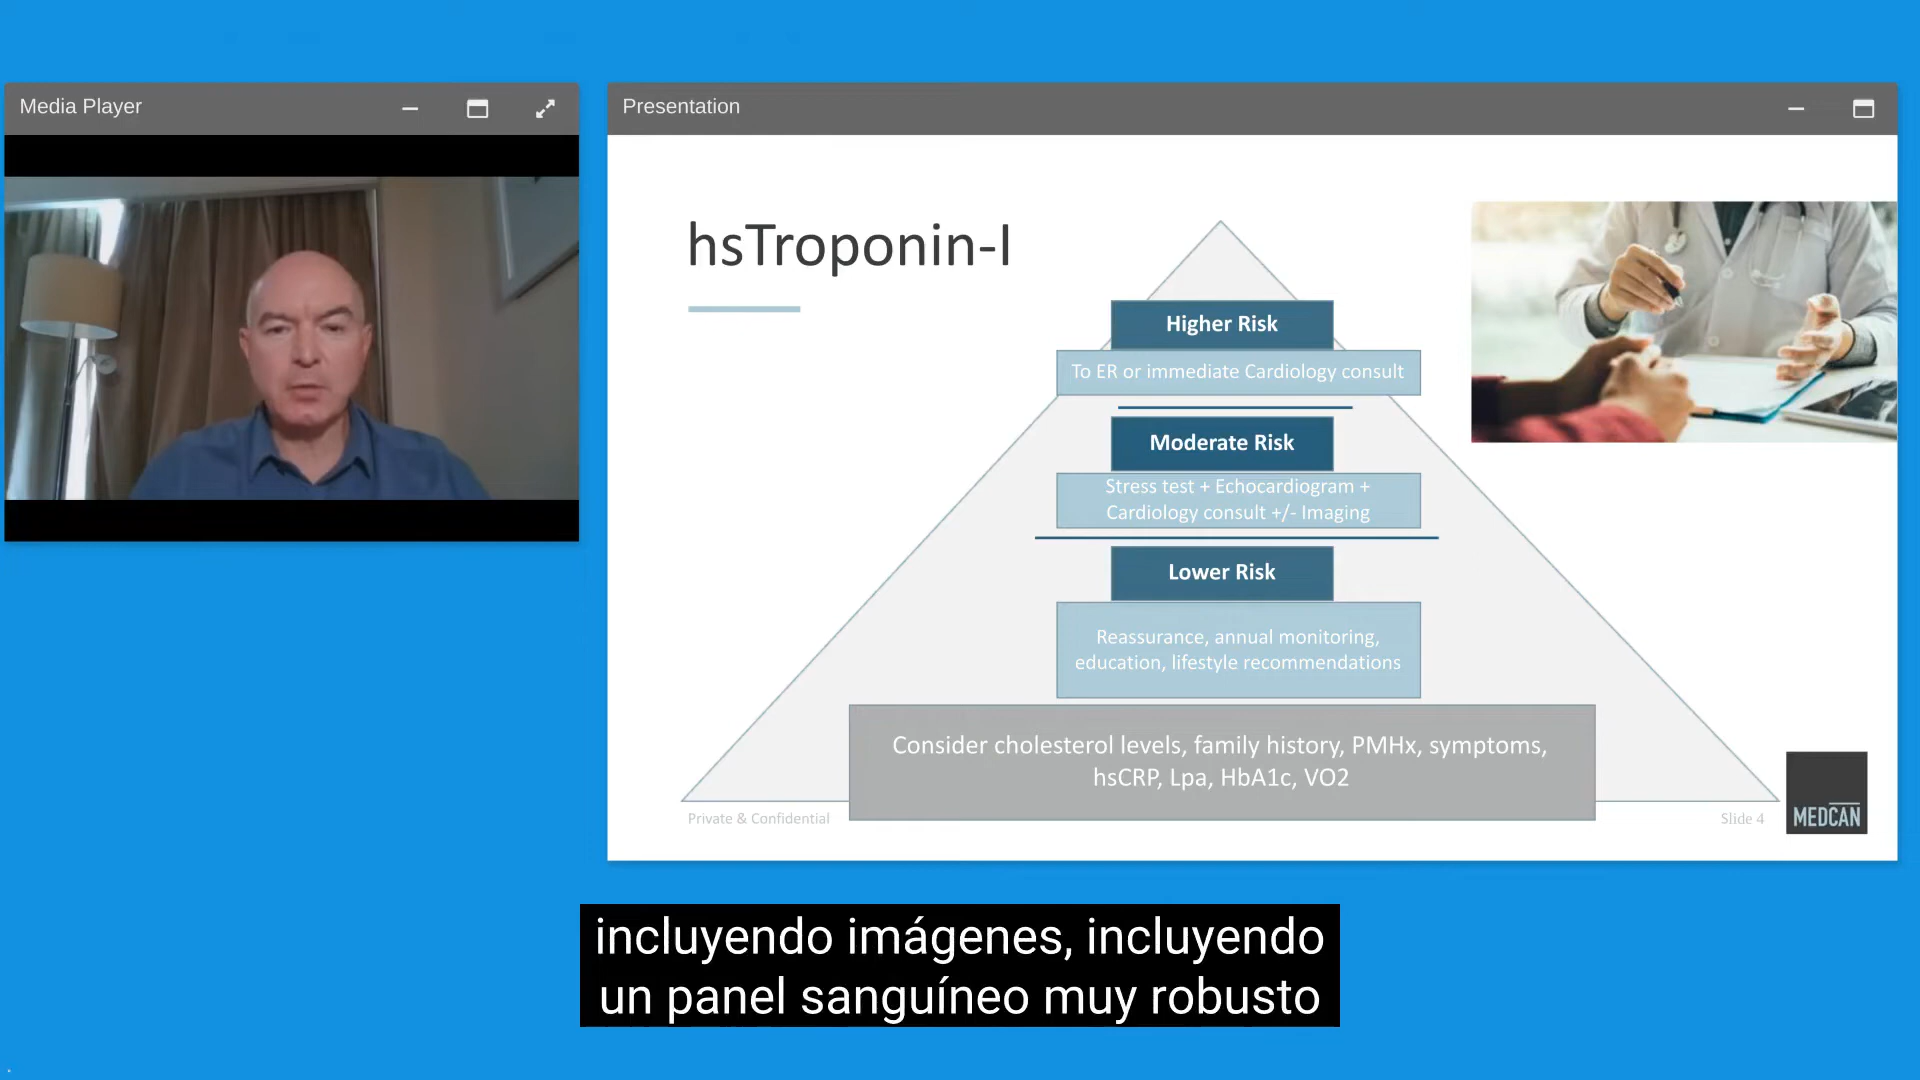 Media Player
Presentation
hsTroponin-I
Higher Risk
To ER or immediate Cardiology consult
Moderate Risk
Stress test + Echocardiogram +
Cardiology consult +/- Imaging
Lower Risk
Reassurance, annual monitoring,
education, lifestyle recommendations
Consider cholesterol levels, family history, PMHx, symptoms,
hsCRP, Lpa, HbA1c, VO2
Private & Confidential
Slide 4
MEDCAN
incluyendo imágenes, incluyendo
un panel sanguíneo muy robusto